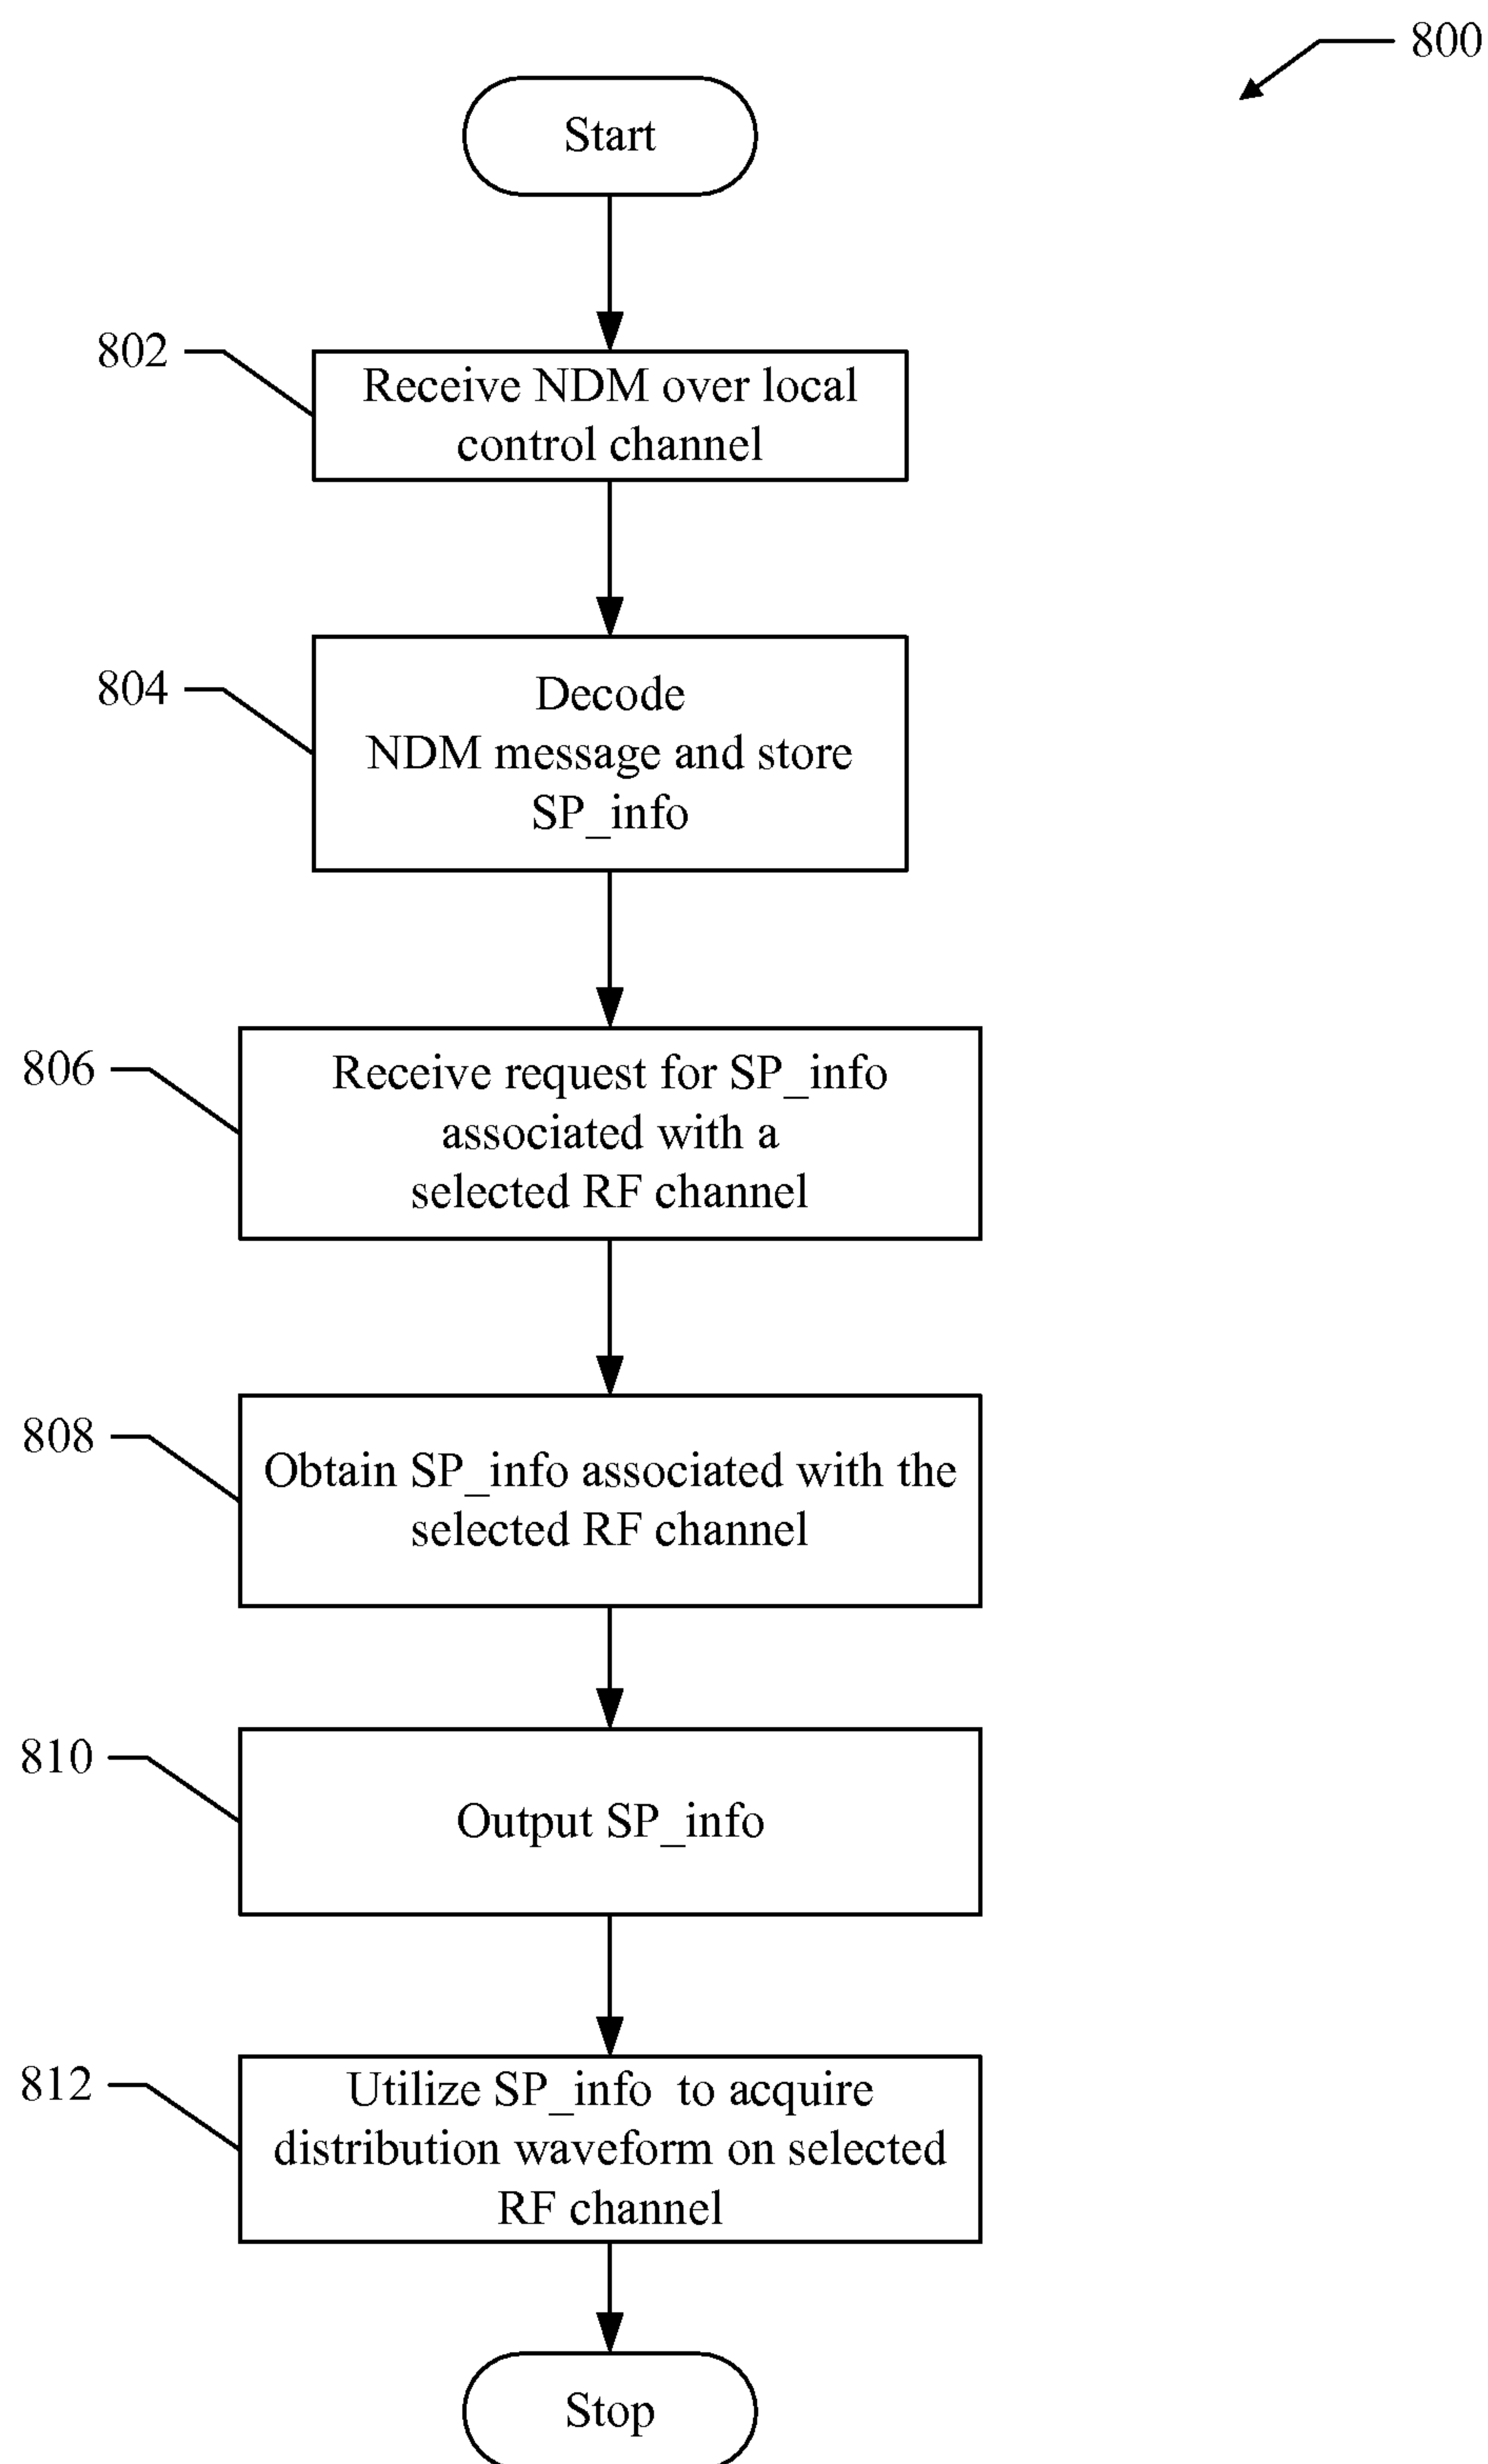 800
Start
802
Receive NDM over local
control channel
804
Decode
NDM message and store
SP_info
806
Receive request for SP_info
associated with a
selected RF channel
808
Obtain SP_info associated with the
selected RF channel
810
Output SP_info
812
Utilize SP_info to acquire
distribution waveform on selected
RF channel
Stop